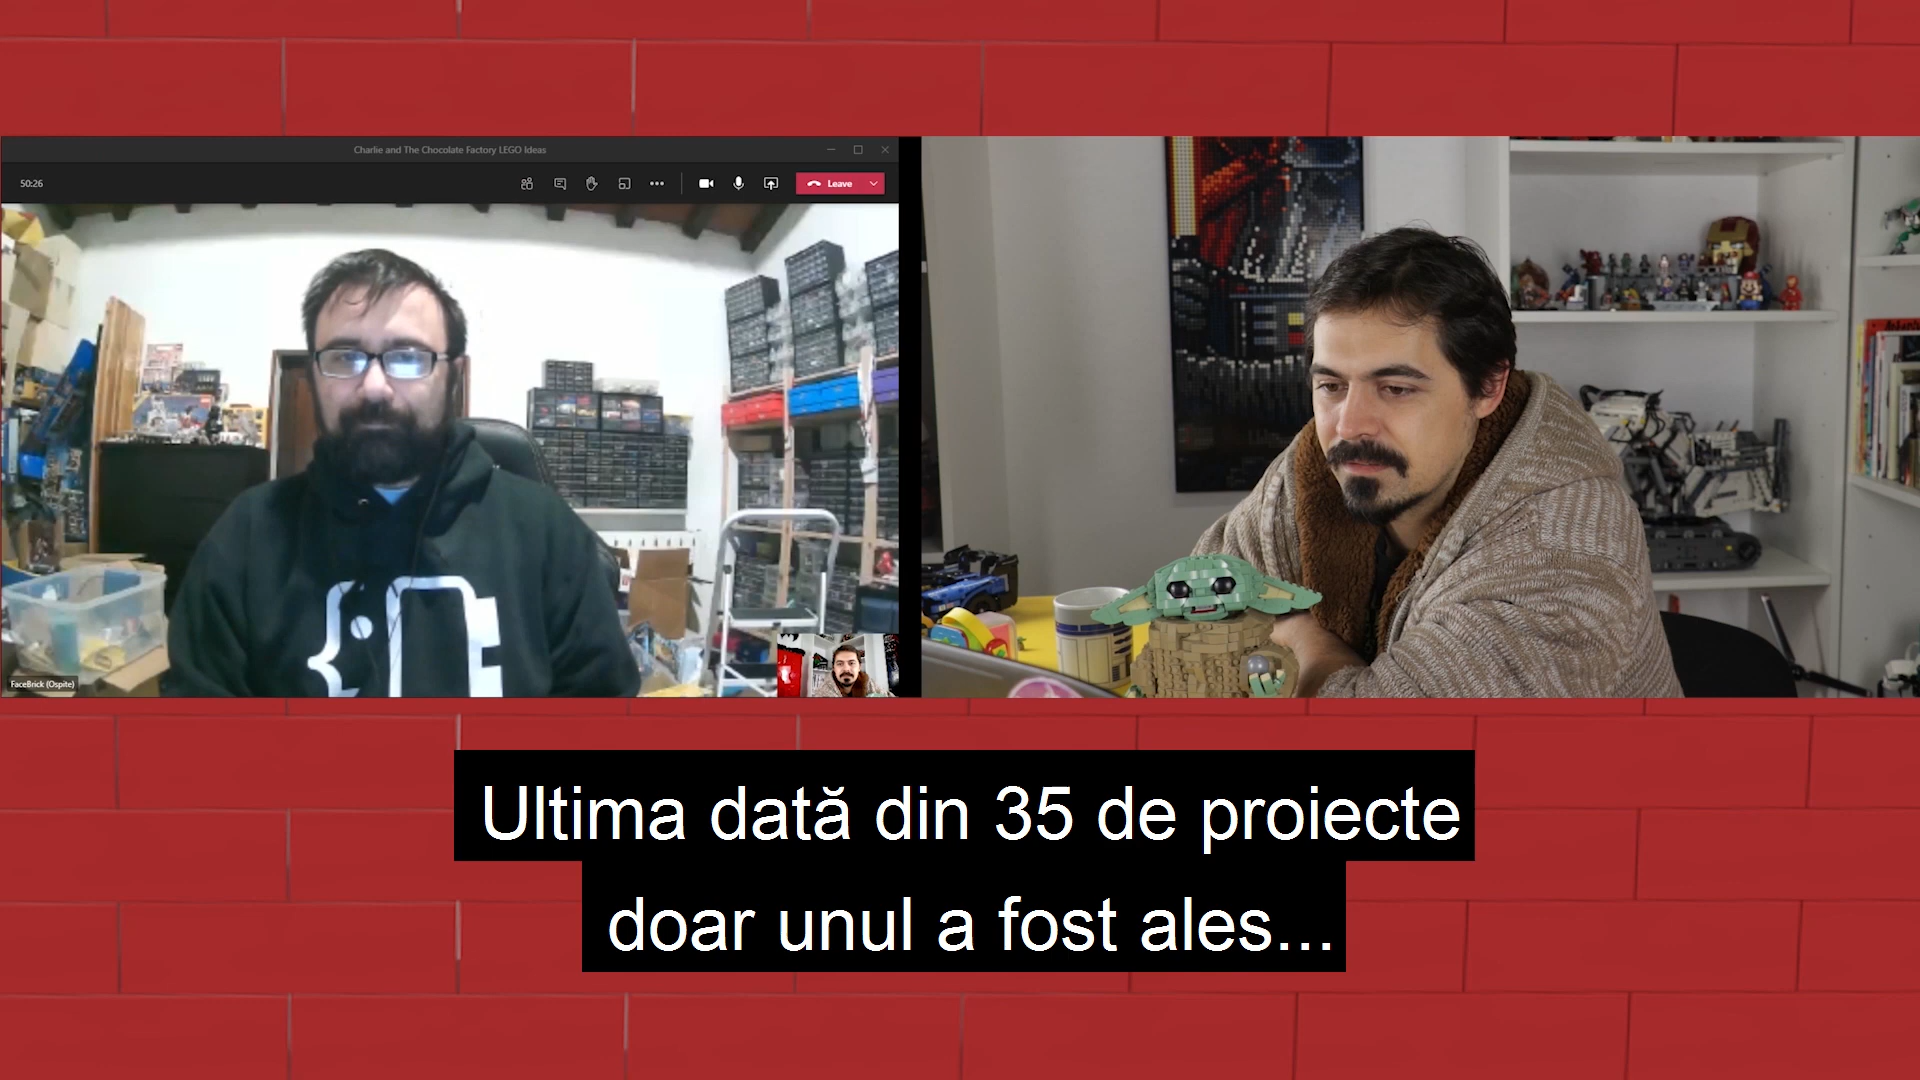 Charlie and The Chocolate Factory LEGO Ideas
50:26
Leave
FaceBrick (Ospite)
Ultima dată din 35 de proiecte
doar unul a fost ales...